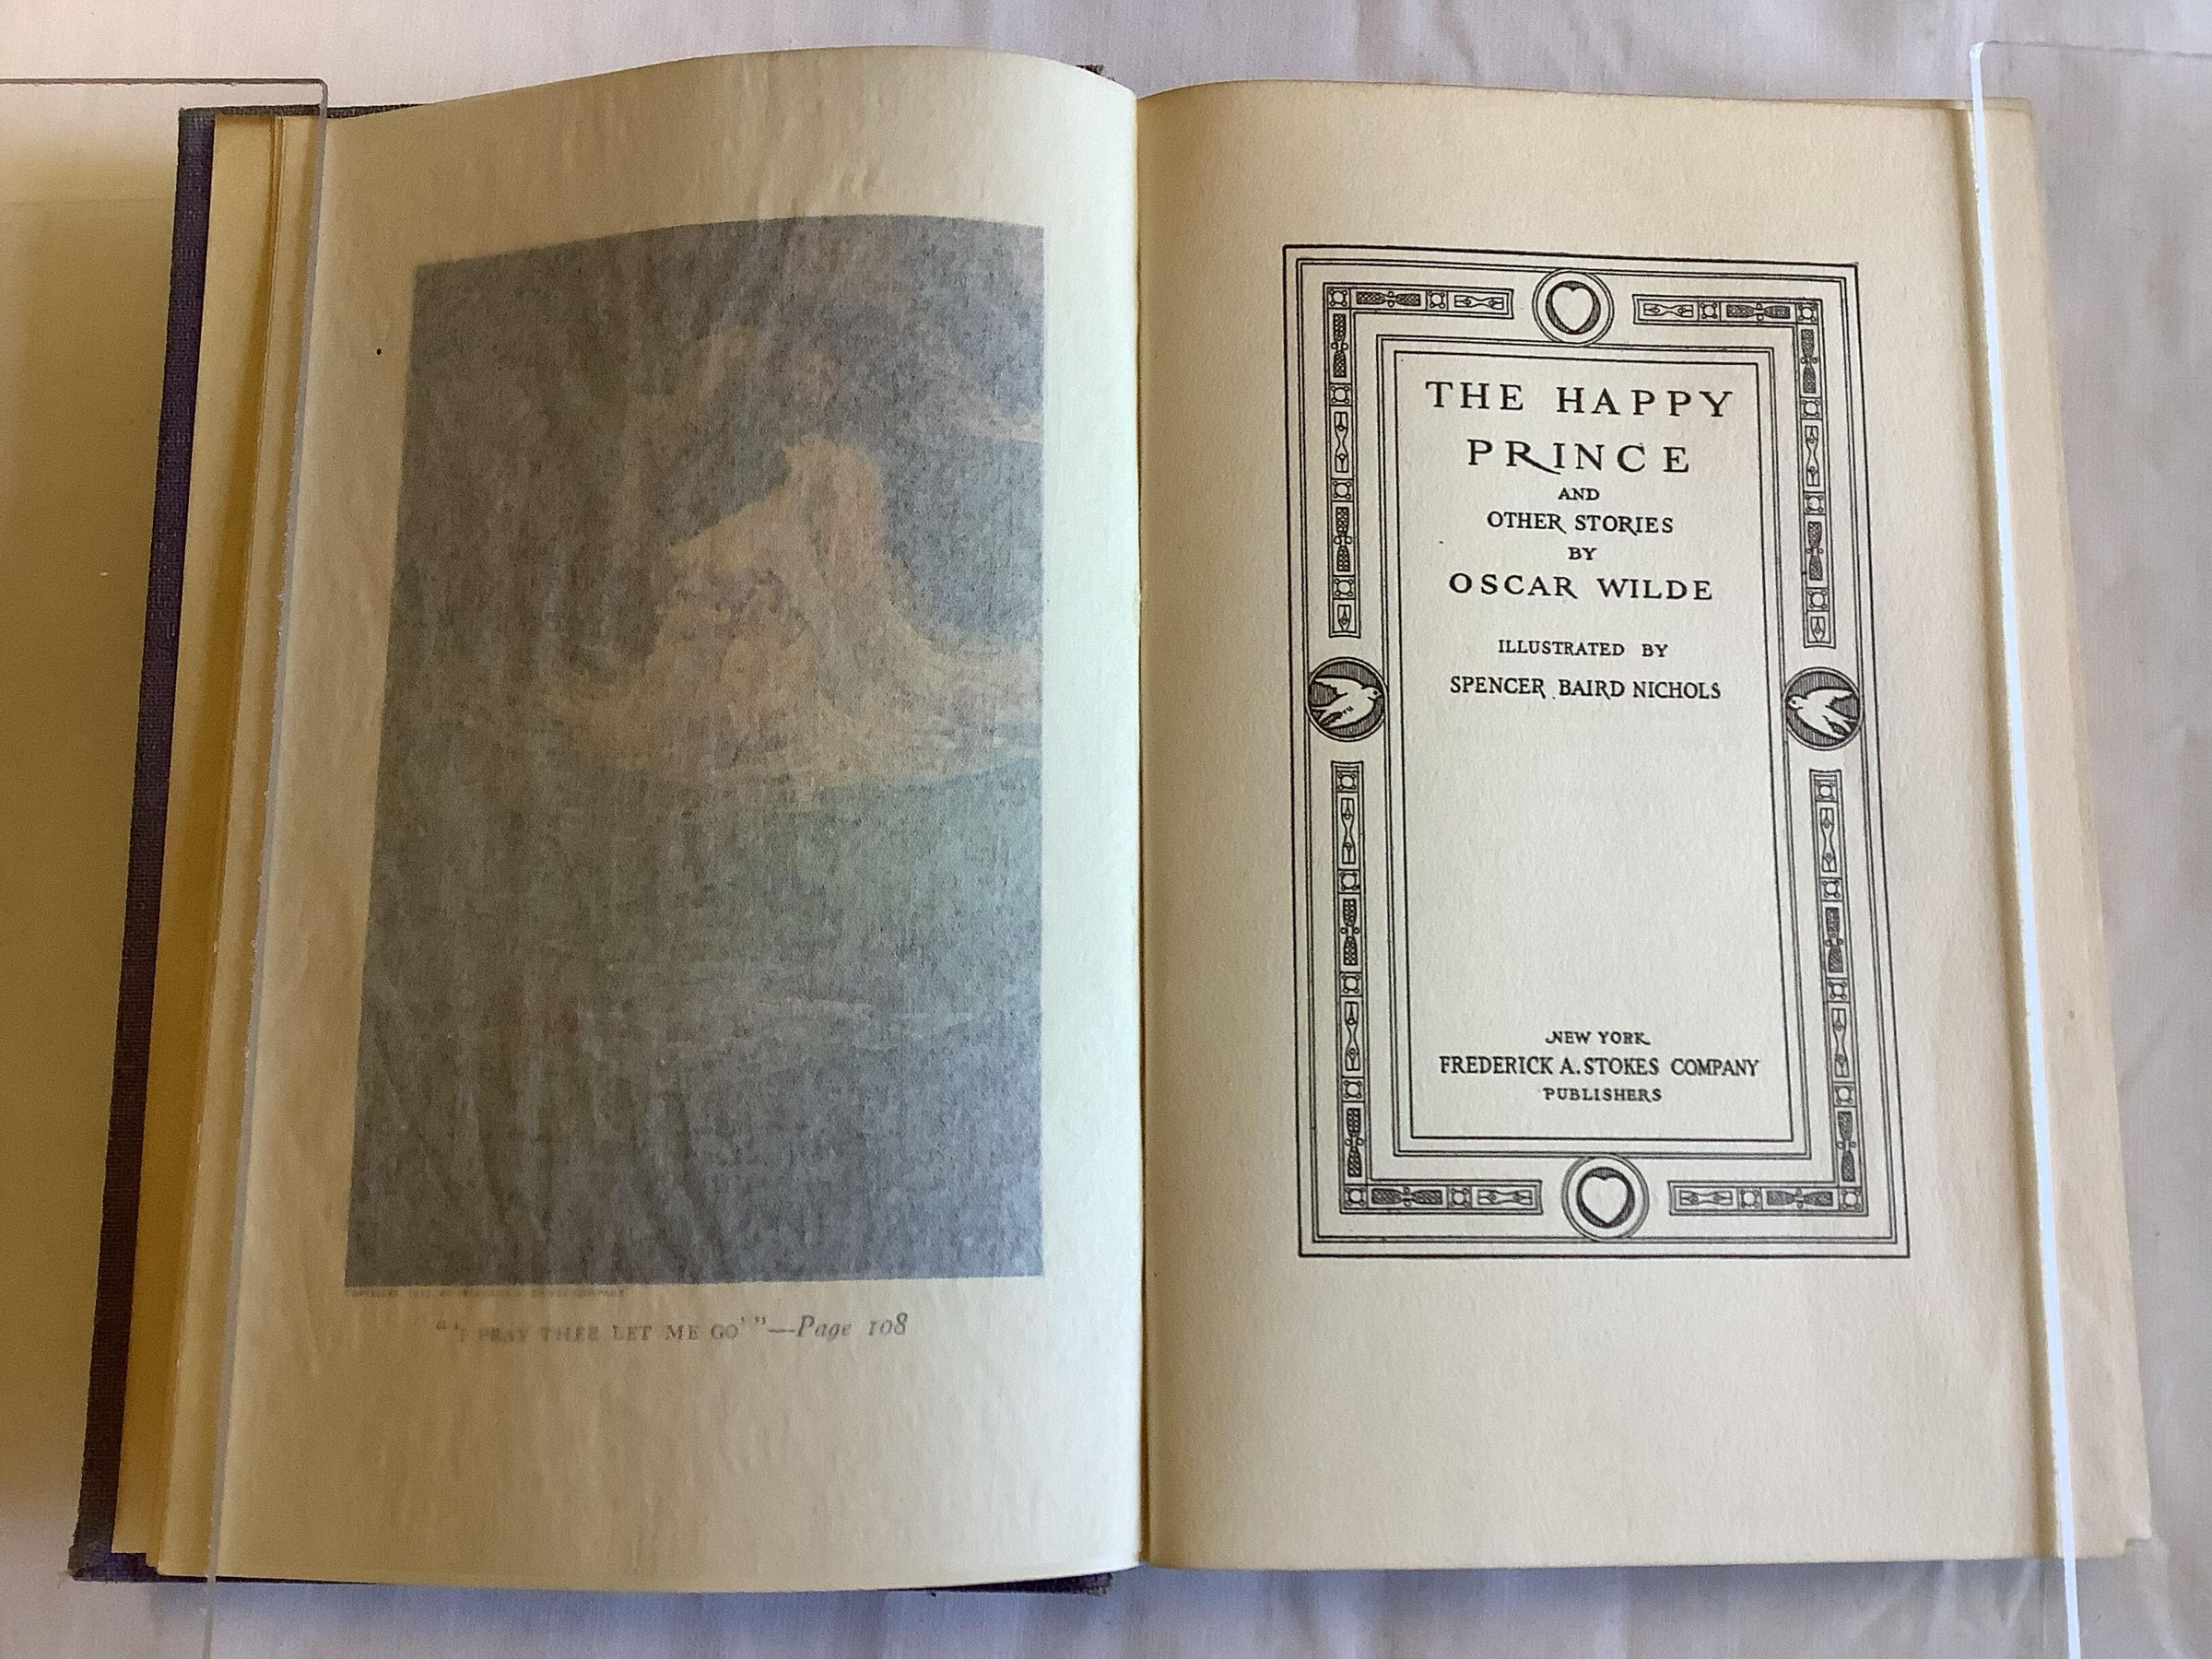 "'I PRAY THEE LET ME GO'"—Page 108
THE HAPPY
PRINCE
AND
OTHER STORIES
BY
OSCAR WILDE
ILLUSTRATED BY
SPENCER BAIRD NICHOLS
NEW YORK
FREDERICK A. STOKES COMPANY
PUBLISHERS